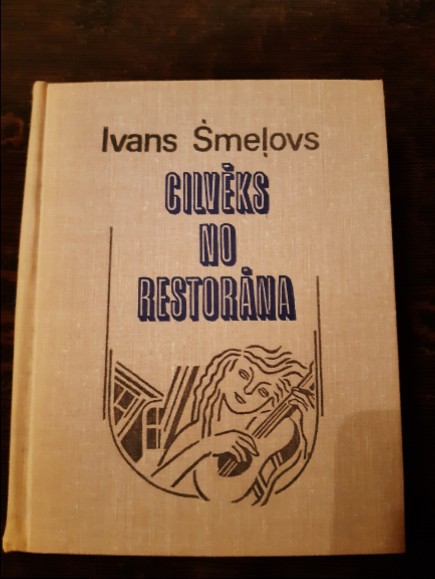 Ivans Šmeļovs
CILVĒKS
NO
RESTORĀNA